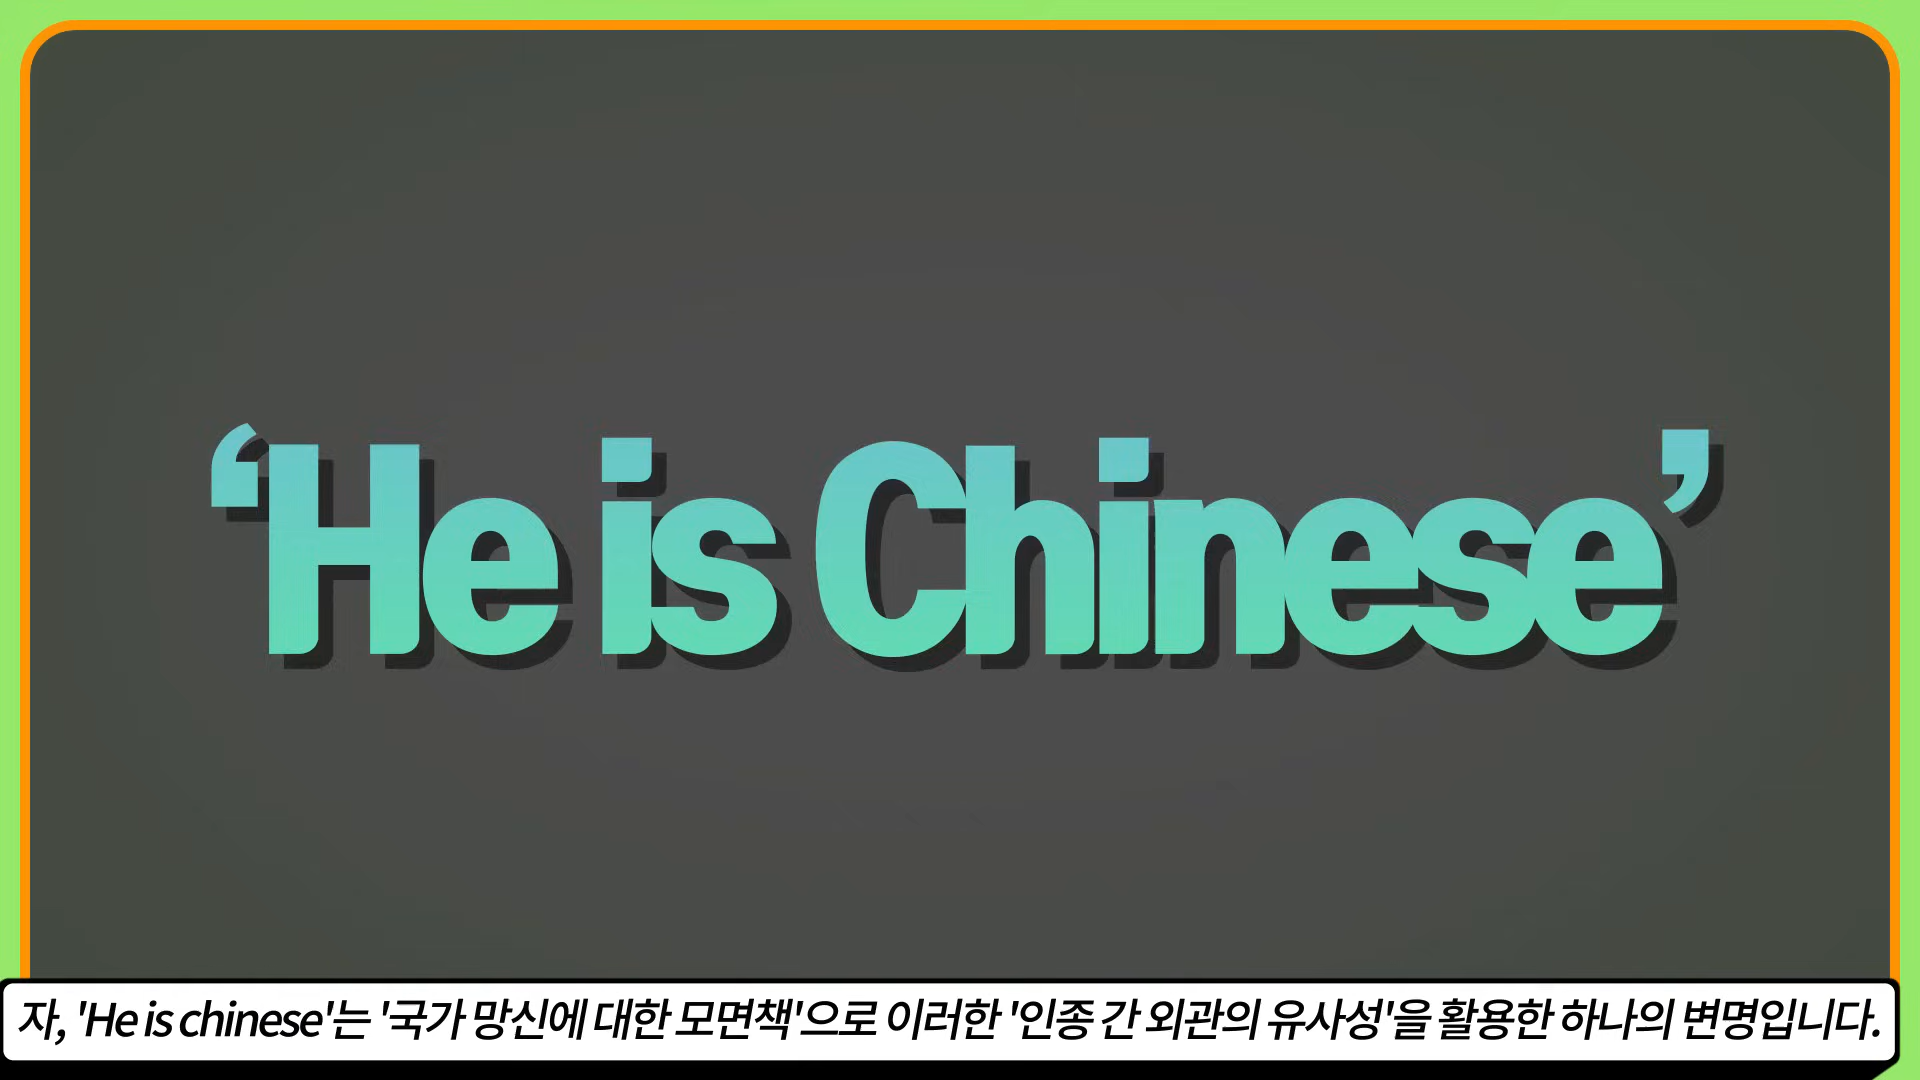 ‘He is Chinese’
자, 'He is chinese'는 '국가 망신에 대한 모면책'으로 이러한 '인종 간 외관의 유사성'을 활용한 하나의 변명입니다.